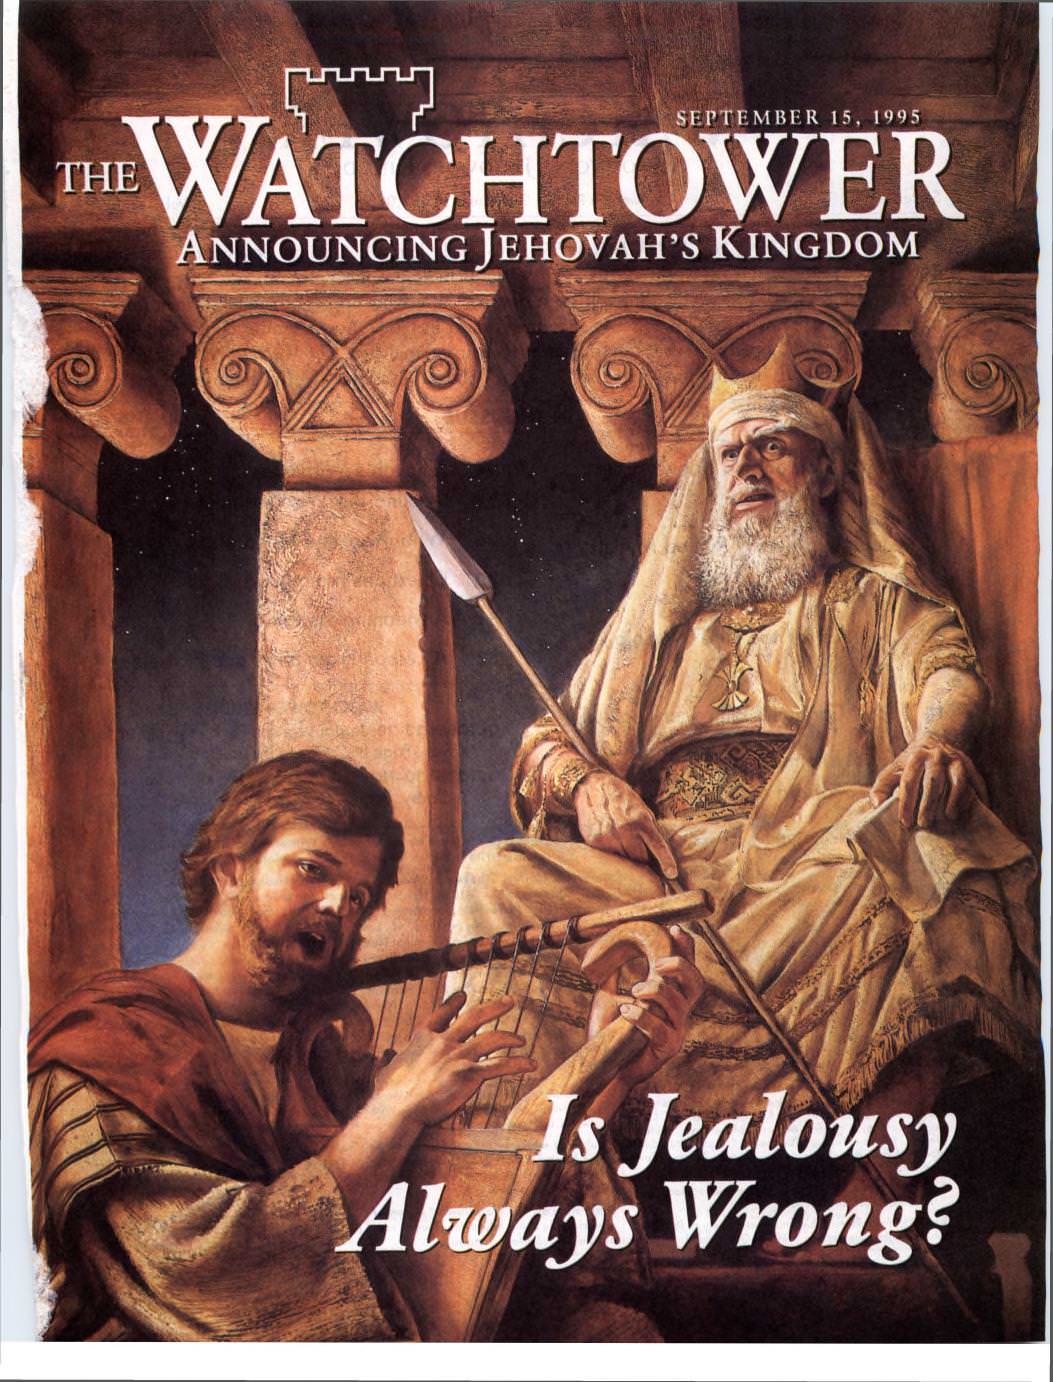 SEPTEMBER 15, 1995
THE WATCHTOWER
ANNOUNCING JEHOVAH'S KINGDOM
Is Jealousy
Always Wrong?